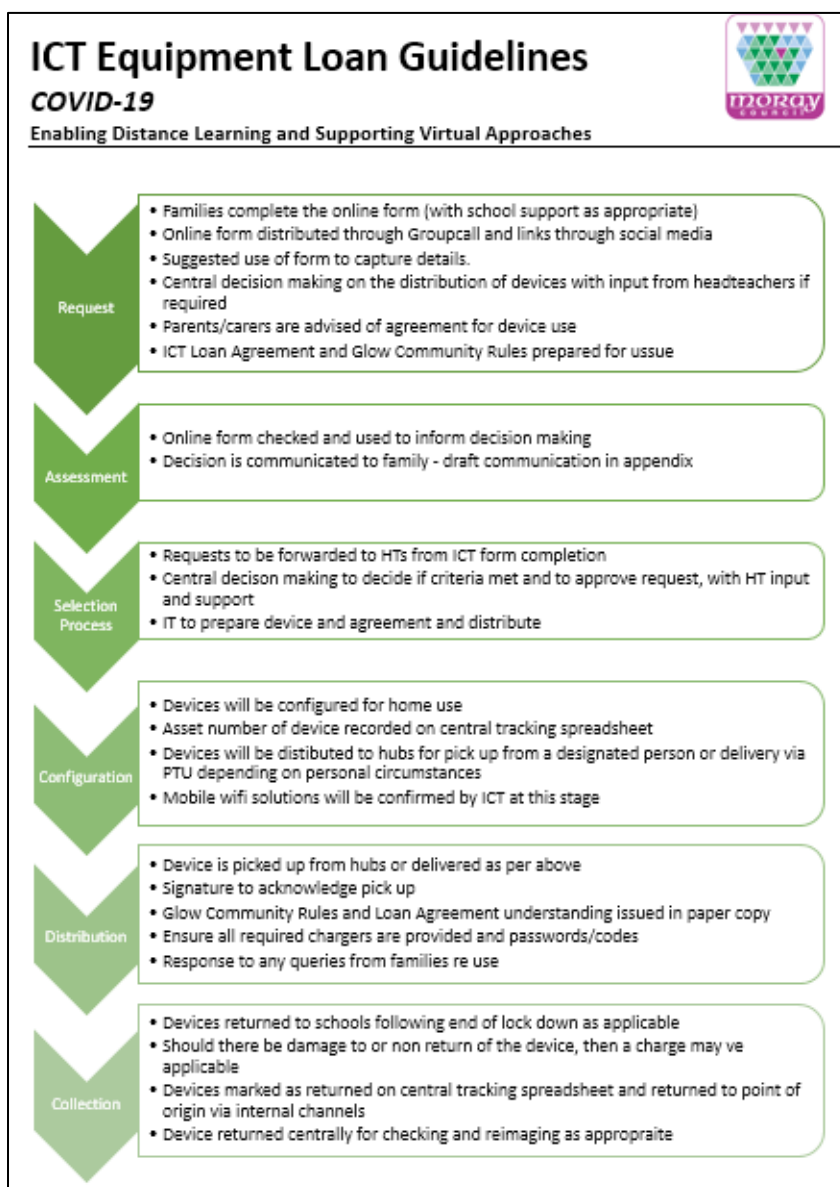 ICT Equipment Loan Guidelines
COVID-19
Enabling Distance Learning and Supporting Virtual Approaches
moray
COUNCIL
Request
• Families complete the online form (with school support as appropriate)
• Online form distributed through Groupcall and links through social media
• Suggested use of form to capture details.
• Central decision making on the distribution of devices with input from headteachers if
required
• Parents/carers are advised of agreement for device use
• ICT Loan Agreement and Glow Community Rules prepared for ussue
Assessment
• Online form checked and used to inform decision making
• Decision is communicated to family - draft communication in appendix
Selection
Process
• Requests to be forwarded to HTs from ICT form completion
• Central decison making to decide if criteria met and to approve request, with HT input
and support
• IT to prepare device and agreement and distribute
Configuration
• Devices will be configured for home use
• Asset number of device recorded on central tracking spreadsheet
• Devices will be distibuted to hubs for pick up from a designated person or delivery via
PTU depending on personal circumstances
• Mobile wifi solutions will be confirmed by ICT at this stage
Distribution
• Device is picked up from hubs or delivered as per above
• Signature to acknowledge pick up
• Glow Community Rules and Loan Agreement understanding issued in paper copy
• Ensure all required chargers are provided and passwords/codes
• Response to any queries from families re use
Collection
• Devices returned to schools following end of lock down as applicable
• Should there be damage to or non return of the device, then a charge may ve
applicable
• Devices marked as returned on central tracking spreadsheet and returned to point of
origin via internal channels
• Device returned centrally for checking and reimaging as appropraite